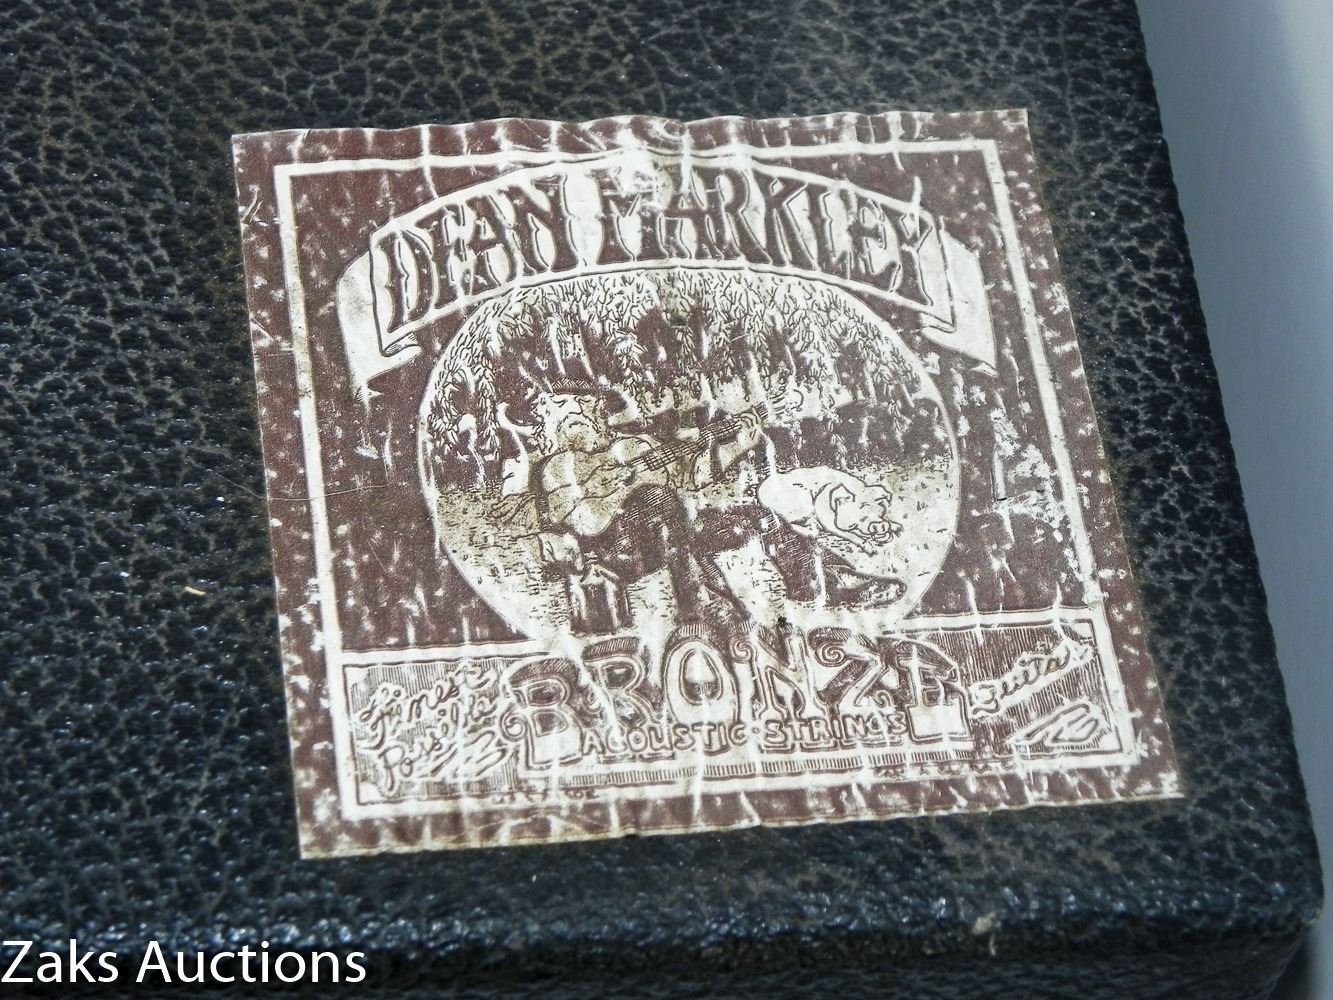 DEAN MARKLEY
Finest
Possible
BRONZE
ACOUSTIC·STRINGS
Guitar
Zaks Auctions